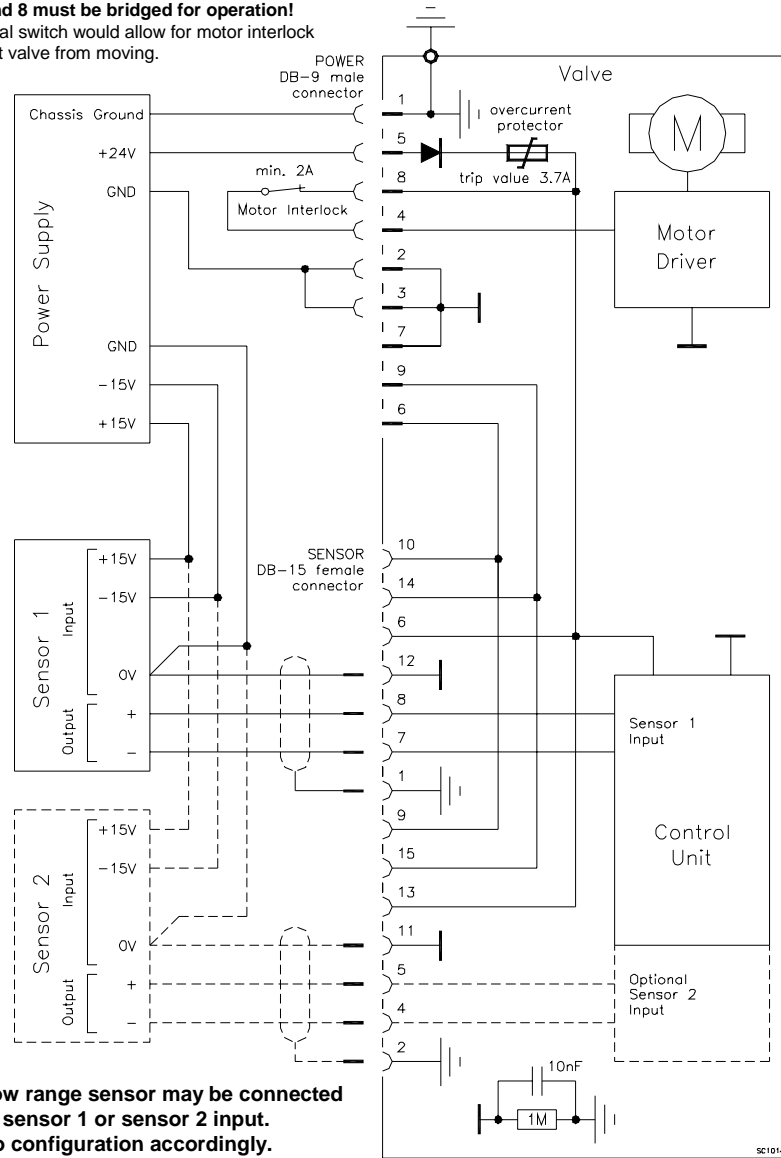 nd 8 must be bridged for operation!
al switch would allow for motor interlock
t valve from moving.
POWER
DB-9 male
connector
Valve
Chassis Ground
+24V
GND
Power Supply
GND
-15V
+15V
min. 2A
Motor Interlock
1
5
8
4
2
3
7
9
6
overcurrent
protector
trip value 3.7A
M
Motor
Driver
SENSOR
DB-15 female
connector
Sensor 1
Input
+15V
-15V
0V
Output
+
-
10
14
6
12
8
7
1
9
15
13
11
5
4
2
Sensor 1
Input
Control
Unit
Optional
Sensor 2
Input
Sensor 2
Input
+15V
-15V
0V
Output
+
-
10nF
1M
ow range sensor may be connected
sensor 1 or sensor 2 input.
o configuration accordingly.